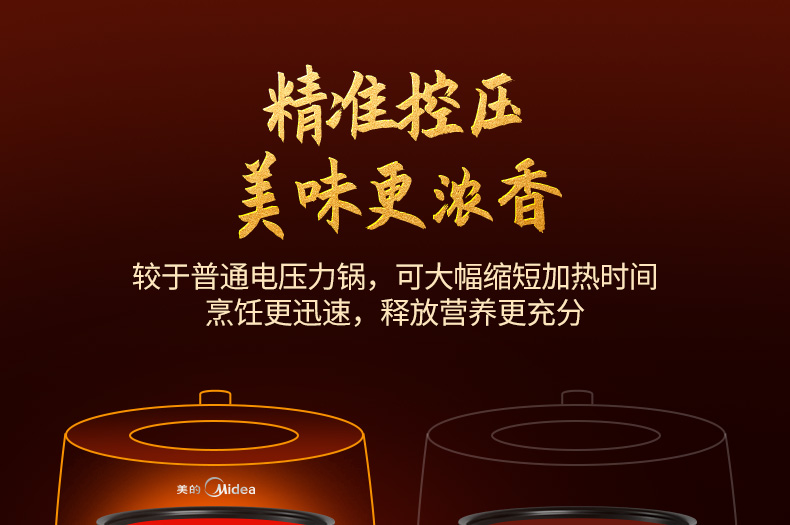 精准控压
美味更浓香
较于普通电压力锅，可大幅缩短加热时间
烹饪更迅速，释放营养更充分
美的 Midea